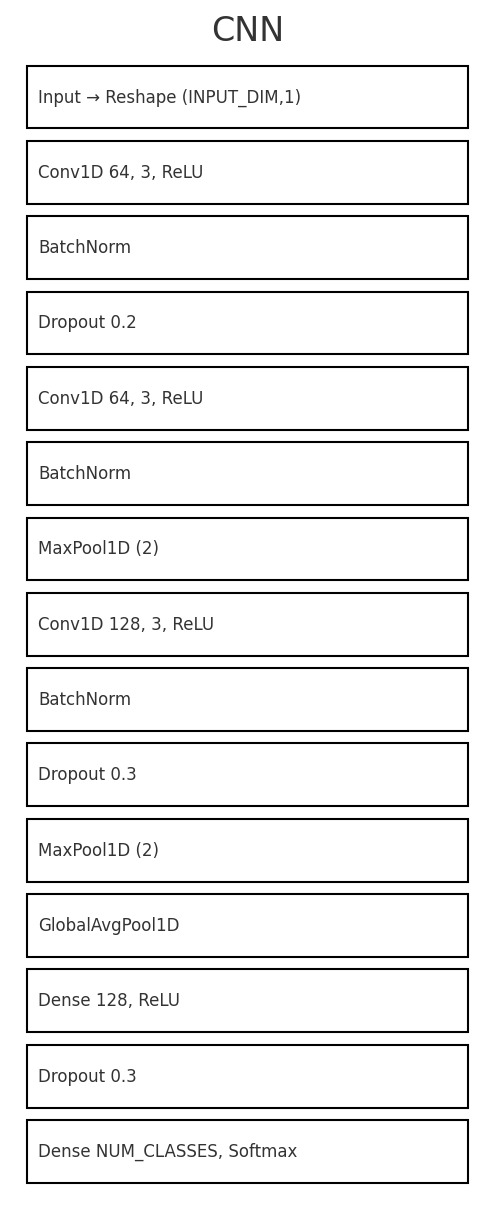 CNN
Input → Reshape (INPUT_DIM,1)
Conv1D 64, 3, ReLU
BatchNorm
Dropout 0.2
Conv1D 64, 3, ReLU
BatchNorm
MaxPool1D (2)
Conv1D 128, 3, ReLU
BatchNorm
Dropout 0.3
MaxPool1D (2)
GlobalAvgPool1D
Dense 128, ReLU
Dropout 0.3
Dense NUM_CLASSES, Softmax